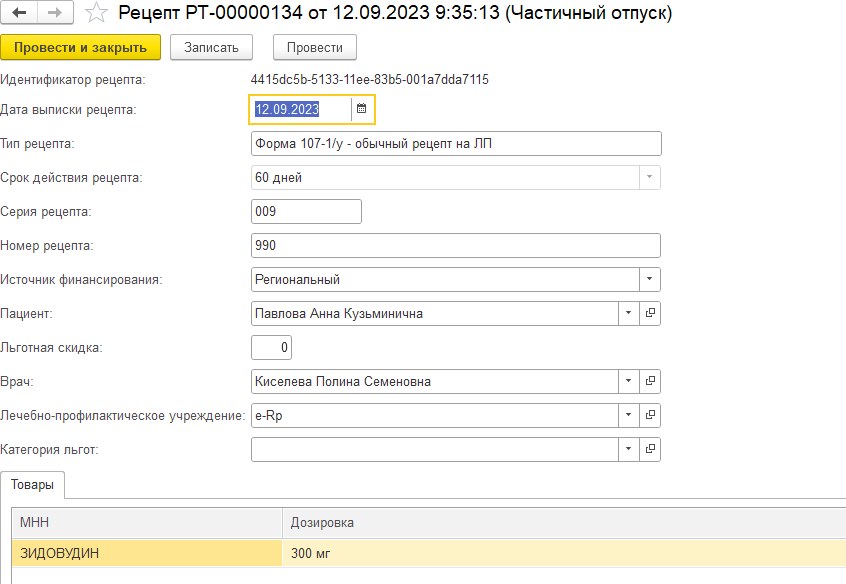 Рецепт РТ-00000134 от 12.09.2023 9:35:13 (Частичный отпуск)
Провести и закрыть Записать Провести
Идентификатор рецепта: 4415dc5b-5133-11ee-83b5-001a7dda7115
Дата выписки рецепта: 12.09.2023
Тип рецепта: Форма 107-1/у - обычный рецепт на ЛП
Срок действия рецепта: 60 дней
Серия рецепта: 009
Номер рецепта: 990
Источник финансирования: Региональный
Пациент: Павлова Анна Кузьминична
Льготная скидка: 0
Врач: Киселева Полина Семеновна
Лечебно-профилактическое учреждение: e-Rp
Категория льгот:
Товары
МНН Дозировка
ЗИДОВУДИН 300 мг